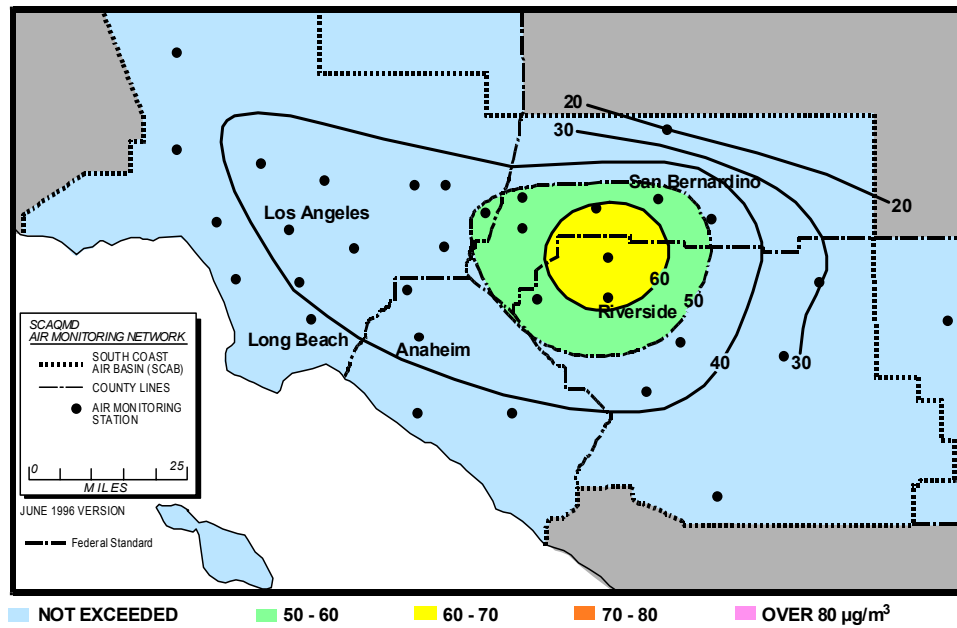 20
30
San Bernardino
20
Los Angeles
60
50
Riverside
Long Beach
Anaheim
40
30
SCAQMD
AIR MONITORING NETWORK
SOUTH COAST
AIR BASIN (SCAB)
COUNTY LINES
AIR MONITORING
STATION
0 25
MILES
JUNE 1996 VERSION
Federal Standard
NOT EXCEEDED 50 - 60 60 - 70 70 - 80 OVER 80 µg/m³